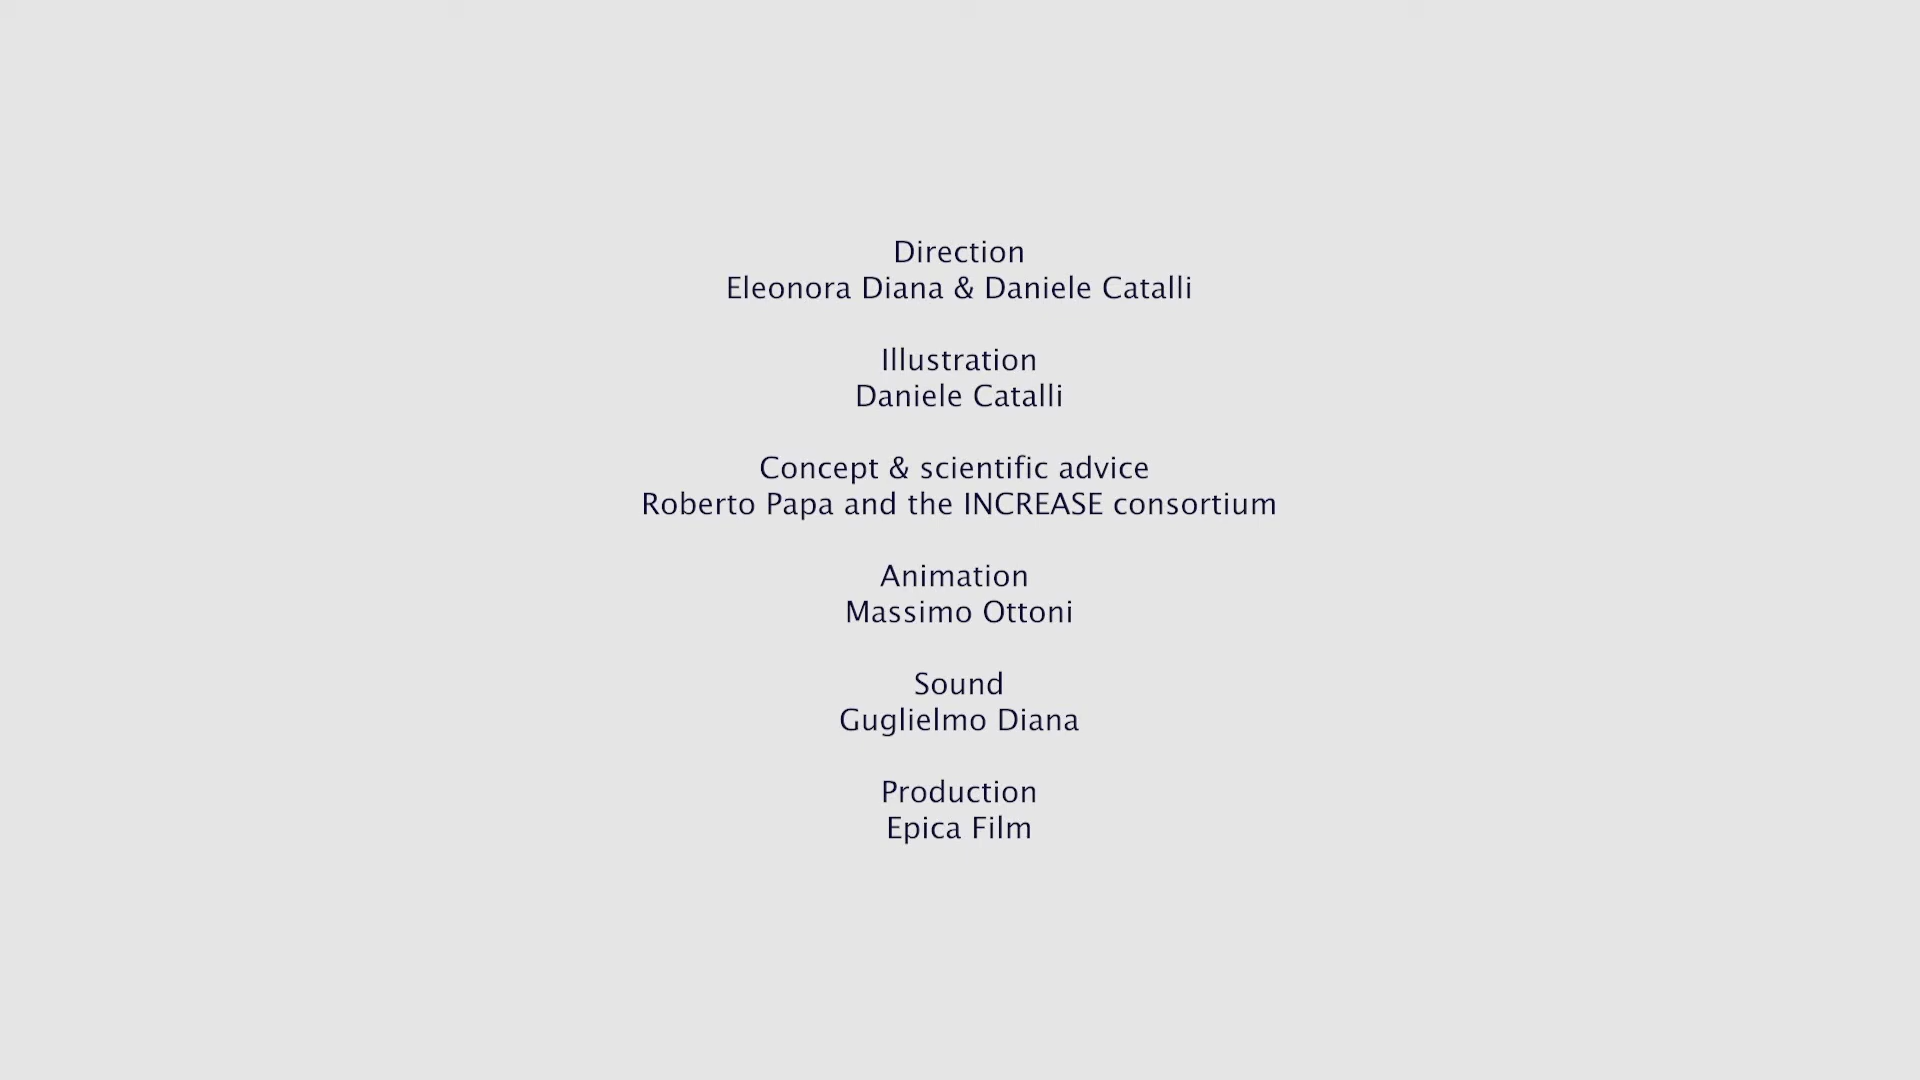 Direction
Eleonora Diana & Daniele Catalli
Illustration
Daniele Catalli
Concept & scientific advice
Roberto Papa and the INCREASE consortium
Animation
Massimo Ottoni
Sound
Guglielmo Diana
Production
Epica Film